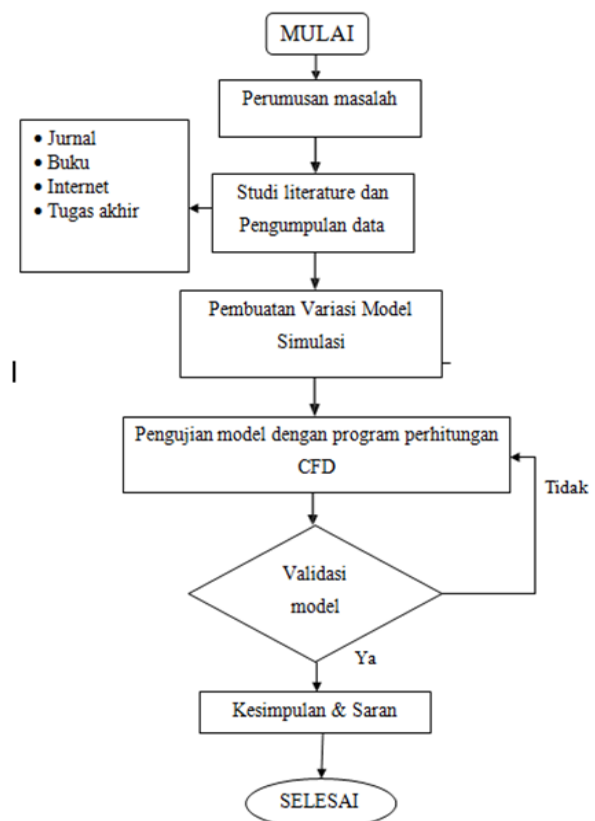 MULAI
Perumusan masalah
• Jurnal
• Buku
• Internet
• Tugas akhir
Studi literature dan
Pengumpulan data
Pembuatan Variasi Model
Simulasi
Pengujian model dengan program perhitungan
CFD
Tidak
Validasi
model
Ya
Kesimpulan & Saran
SELESAI